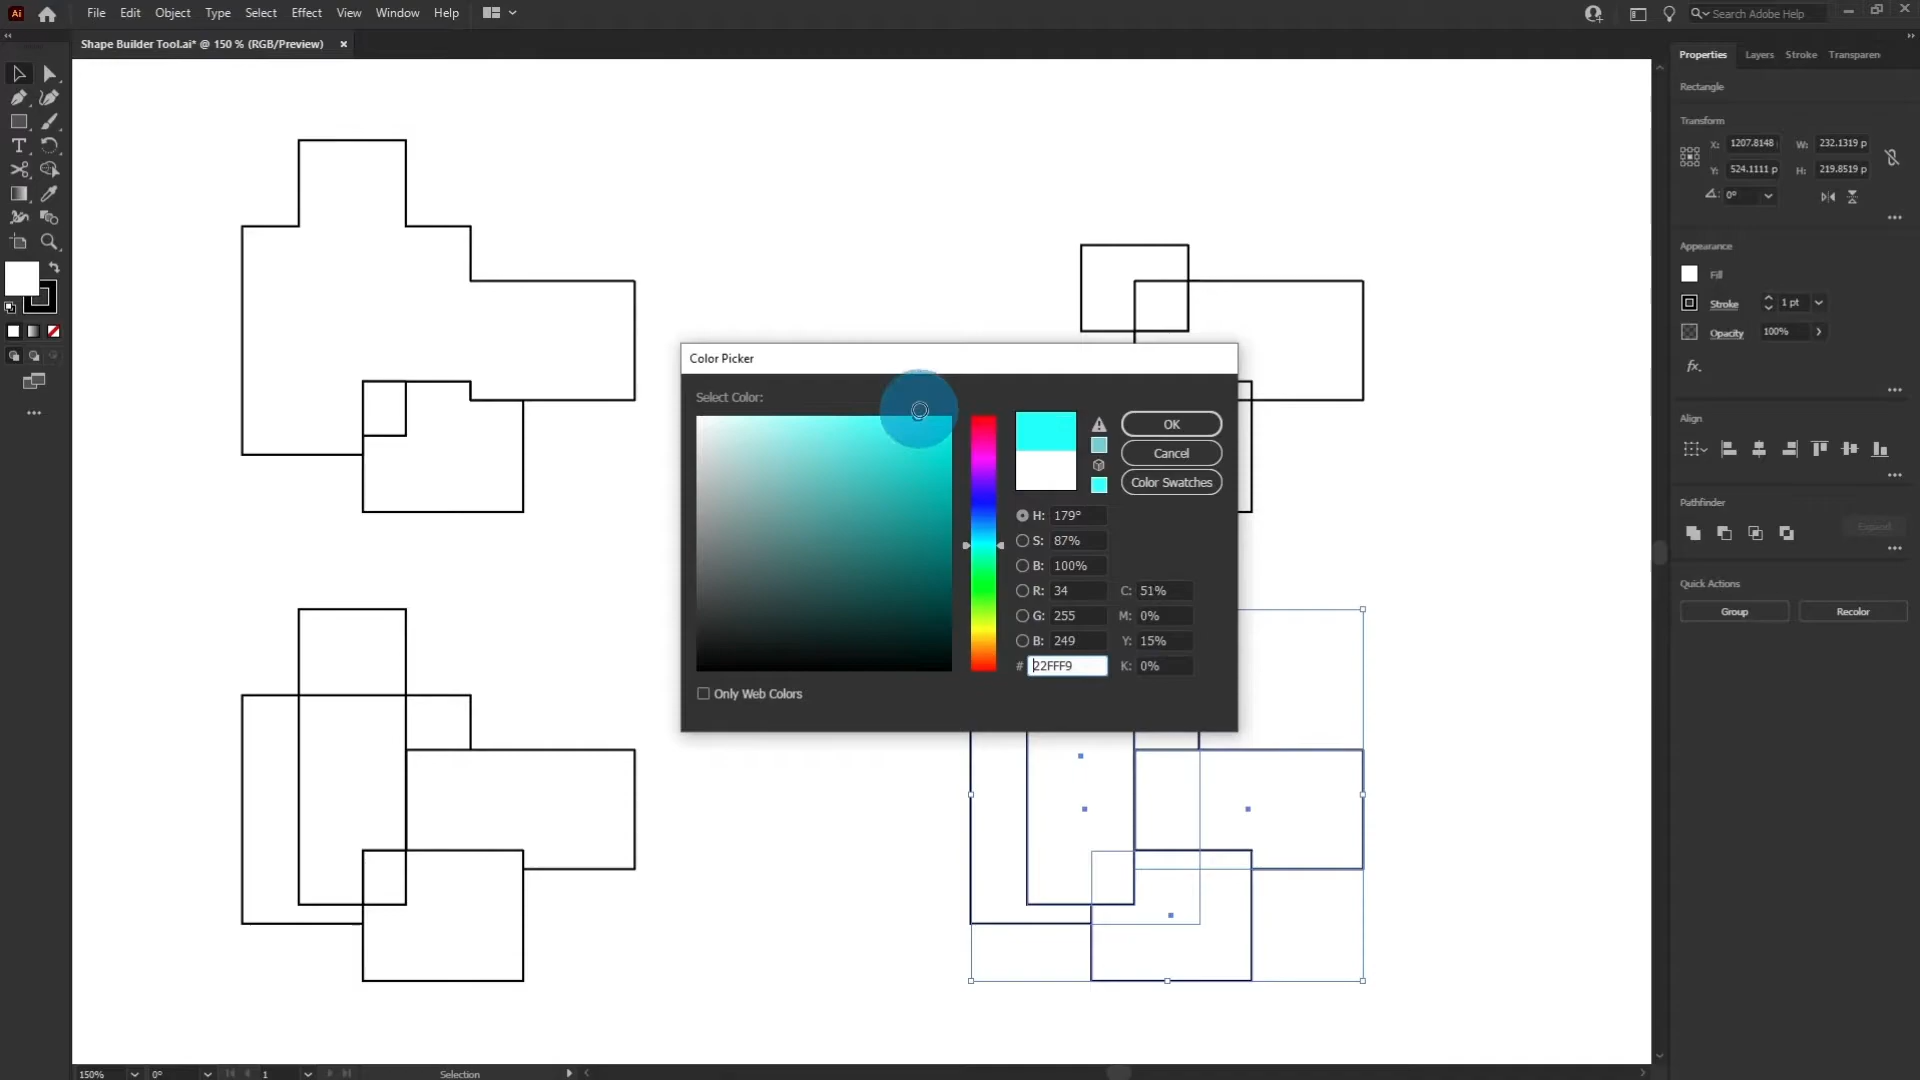 Ai File Edit Object Type Select Effect View Window Help Search Adobe Help
Shape Builder Tool.ai* @ 150 % (RGB/Preview) ×
Properties Layers Stroke Transparen
Rectangle
Transform
X: 1207.8148 W: 232.1319 p
Y: 524.1111 p H: 219.8519 p
0°
Appearance
Fill
Stroke 1 pt
Opacity 100%
fx.
Align
Pathfinder
Expand
Quick Actions
Group Recolor
Color Picker
Select Color:
OK
Cancel
Color Swatches
H: 179°
S: 87%
B: 100%
R: 34 C: 51%
G: 255 M: 0%
B: 249 Y: 15%
# 22FFF9 K: 0%
Only Web Colors
150% 0° 1 Selection